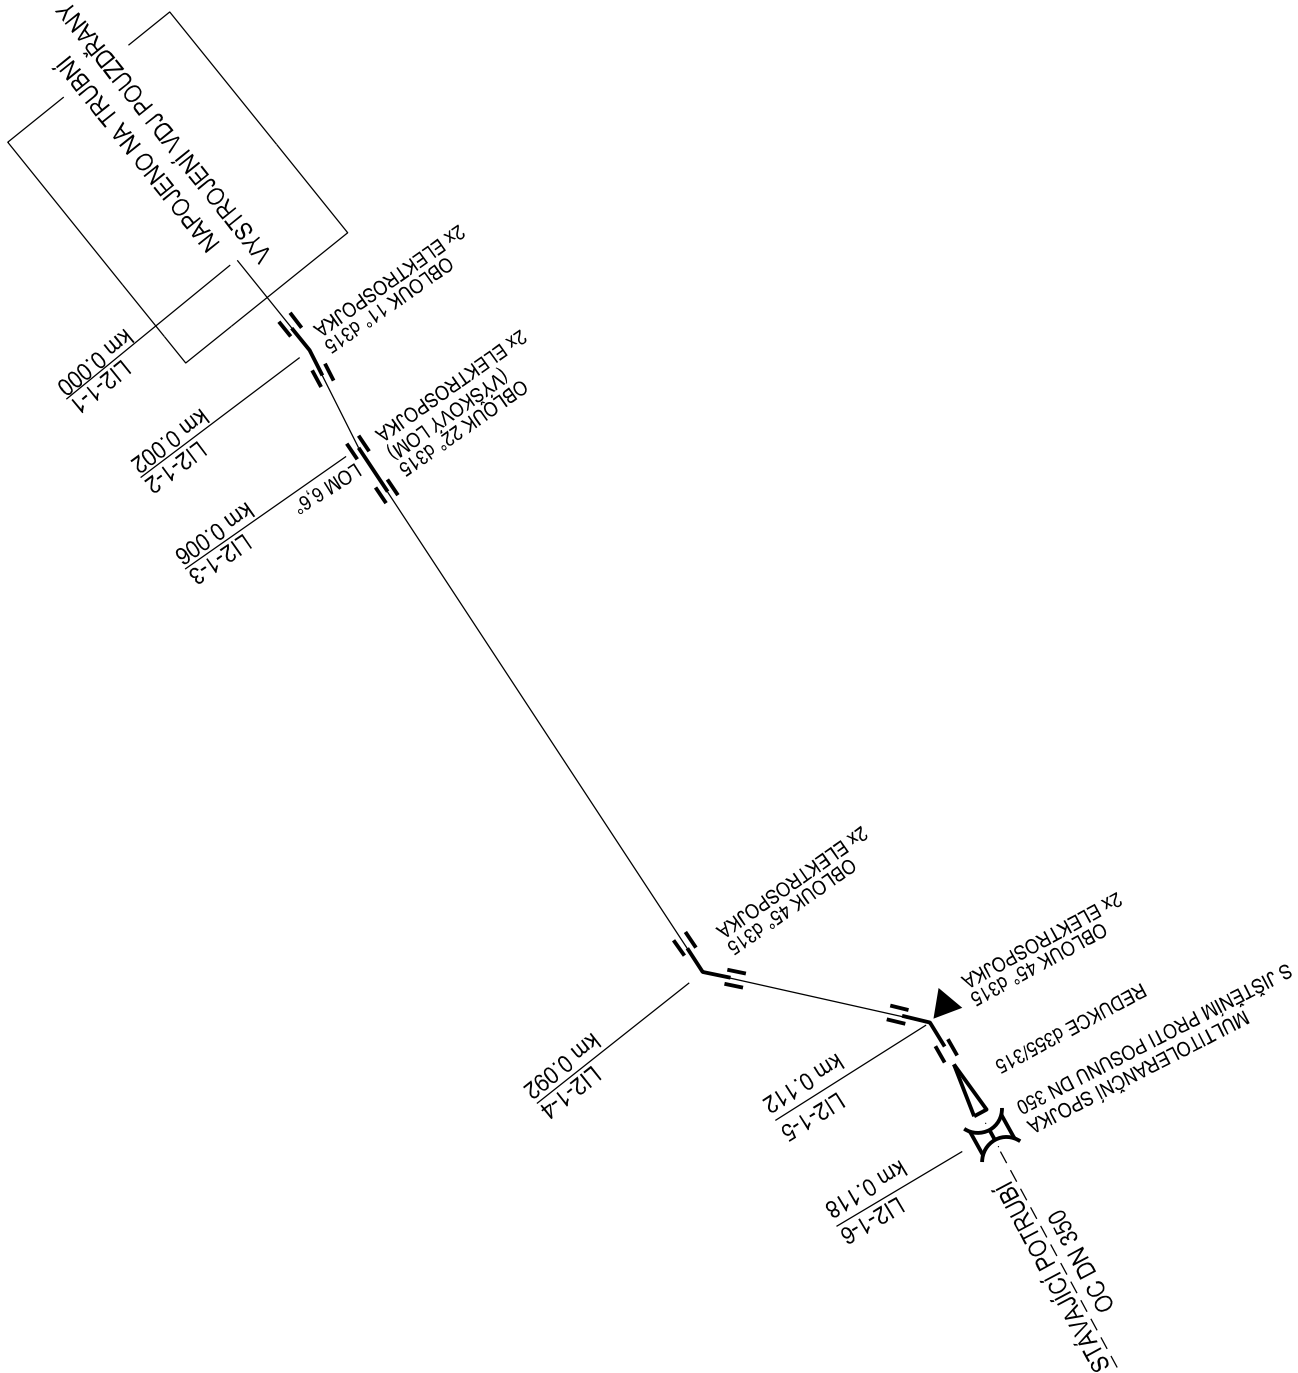 NAPOJENO NA TRUBNÍ
VYSTROJENÍ VDJ POUZDŘANY
LI2-1-1
km 0.000
2x ELEKTROSPOJKA
OBLOUK 11° d315
LI2-1-2
km 0.002
2x ELEKTROSPOJKA
(VÝŠKOVÝ LOM)
OBLOUK 22° d315
LOM 6,6°
LI2-1-3
km 0.006
2x ELEKTROSPOJKA
OBLOUK 45° d315
LI2-1-4
km 0.092
2x ELEKTROSPOJKA
OBLOUK 45° d315
LI2-1-5
km 0.112
REDUKCE d355/315
MULTITOLERANČNÍ SPOJKA
S JIŠTĚNÍM PROTI POSUNU DN 350
LI2-1-6
km 0.118
STÁVAJÍCÍ POTRUBÍ
OC DN 350